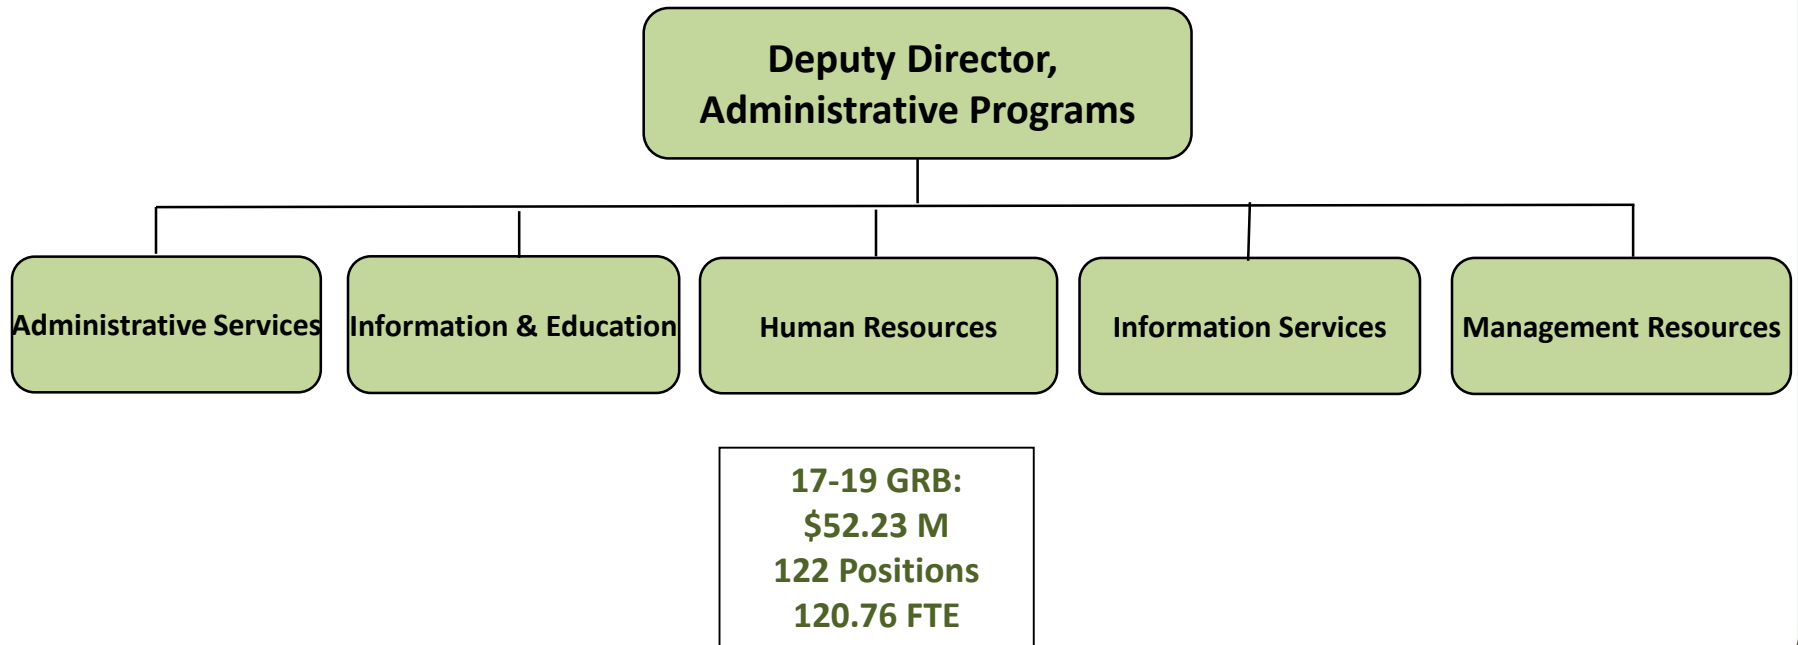 Deputy Director,
Administrative Programs
Administrative Services
Information & Education
Human Resources
Information Services
Management Resources
17-19 GRB:
$52.23 M
122 Positions
120.76 FTE